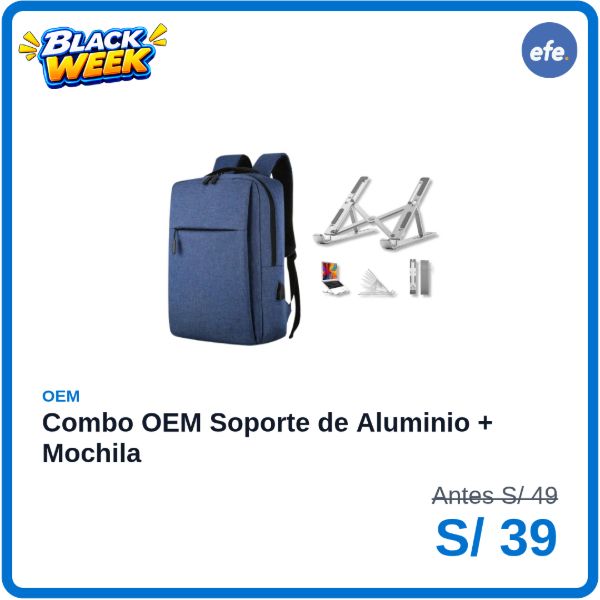 BLACK
WEEK
efe.
OEM
Combo OEM Soporte de Aluminio +
Mochila
Antes S/ 49
S/ 39